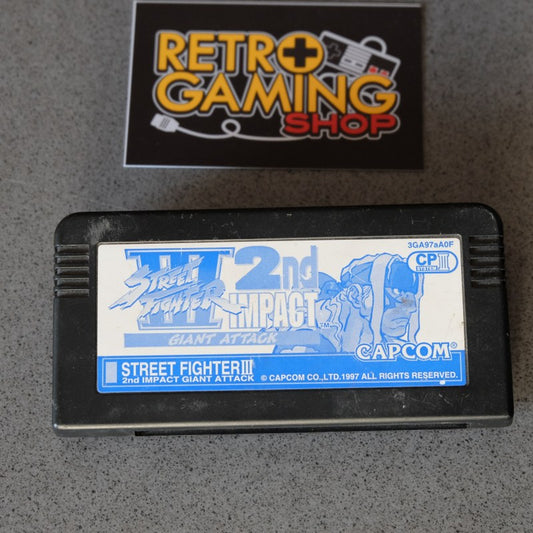 RETRO
GAMING
SHOP
3GA97aA0F
CP III
SYSTEM
STREET FIGHTER III
2nd IMPACT™
GIANT ATTACK
CAPCOM®
STREET FIGHTER III
2nd IMPACT GIANT ATTACK © CAPCOM CO.,LTD.1997 ALL RIGHTS RESERVED.